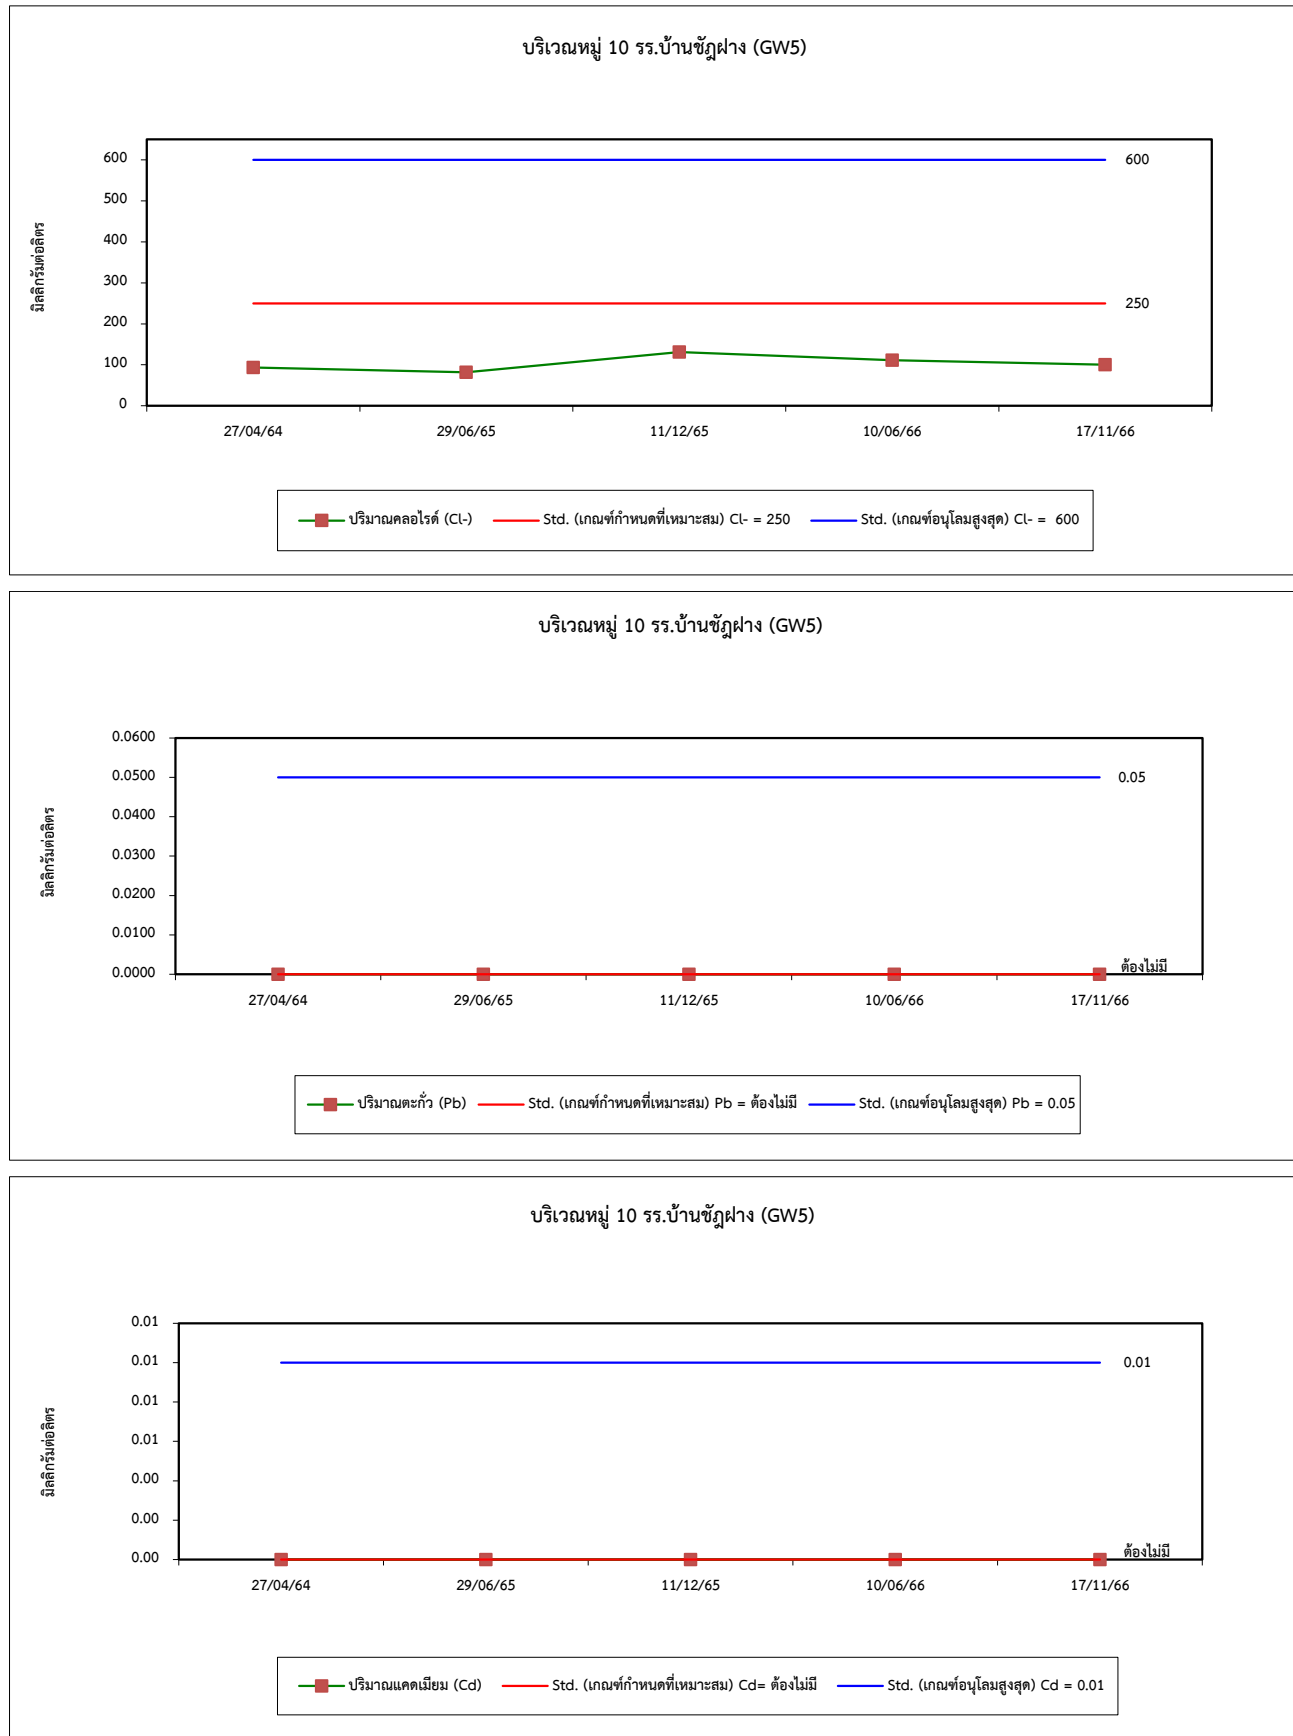 บริเวณหมู่ 10 รร.บ้านชัฎฝาง (GW5)
มิลลิกรัมต่อลิตร
600
500
400
300
200
100
0
600
250
27/04/64 29/06/65 11/12/65 10/06/66 17/11/66
ปริมาณคลอไรด์ (Cl-) Std. (เกณฑ์กำหนดที่เหมาะสม) Cl- = 250 Std. (เกณฑ์อนุโลมสูงสุด) Cl- = 600
บริเวณหมู่ 10 รร.บ้านชัฎฝาง (GW5)
มิลลิกรัมต่อลิตร
0.0600
0.0500
0.0400
0.0300
0.0200
0.0100
0.0000
0.05
ต้องไม่มี
27/04/64 29/06/65 11/12/65 10/06/66 17/11/66
ปริมาณตะกั่ว (Pb) Std. (เกณฑ์กำหนดที่เหมาะสม) Pb = ต้องไม่มี Std. (เกณฑ์อนุโลมสูงสุด) Pb = 0.05
บริเวณหมู่ 10 รร.บ้านชัฎฝาง (GW5)
มิลลิกรัมต่อลิตร
0.01
0.01
0.01
0.01
0.00
0.00
0.00
0.01
ต้องไม่มี
27/04/64 29/06/65 11/12/65 10/06/66 17/11/66
ปริมาณแคดเมียม (Cd) Std. (เกณฑ์กำหนดที่เหมาะสม) Cd= ต้องไม่มี Std. (เกณฑ์อนุโลมสูงสุด) Cd = 0.01